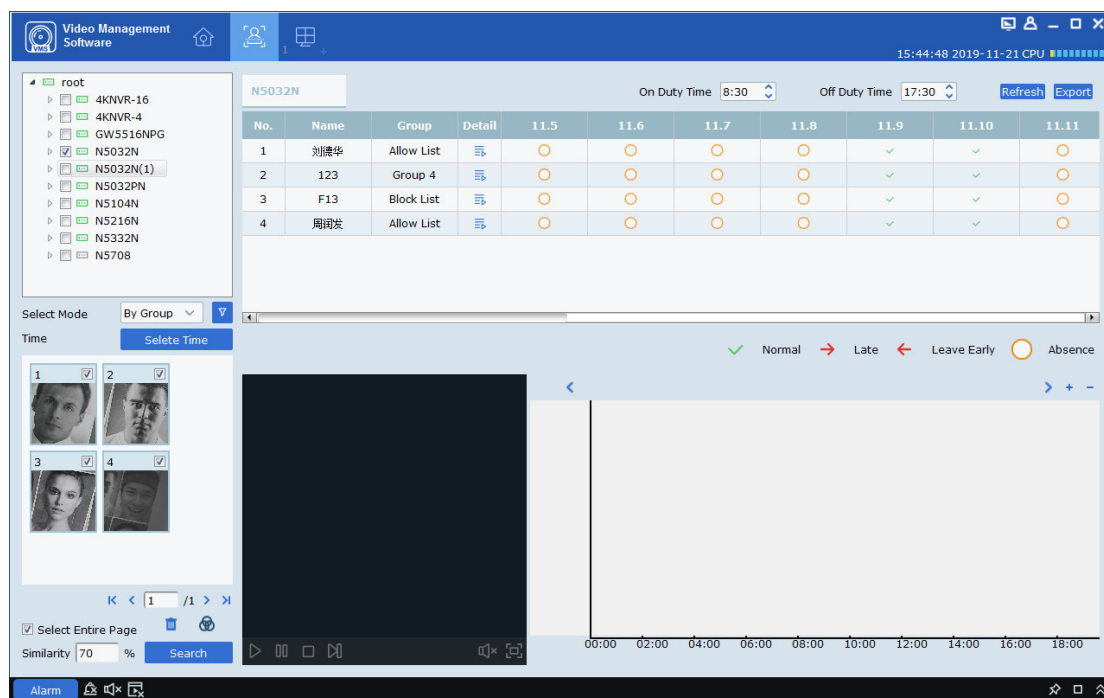 Video Management
Software
VMS
1
15:44:48 2019-11-21 CPU
root
4KNVR-16
4KNVR-4
GW5516NPG
N5032N
N5032N(1)
N5032PN
N5104N
N5216N
N5332N
N5708
Select Mode By Group
Time Selete Time
1 2
3 4
1 /1
Select Entire Page
Similarity 70 % Search
N5032N On Duty Time 8:30 Off Duty Time 17:30 Refresh Export
No. Name Group Detail 11.5 11.6 11.7 11.8 11.9 11.10 11.11
1 刘德华 Allow List
2 123 Group 4
3 F13 Block List
4 周润发 Allow List
Normal Late Leave Early Absence
00:00 02:00 04:00 06:00 08:00 10:00 12:00 14:00 16:00 18:00
Alarm